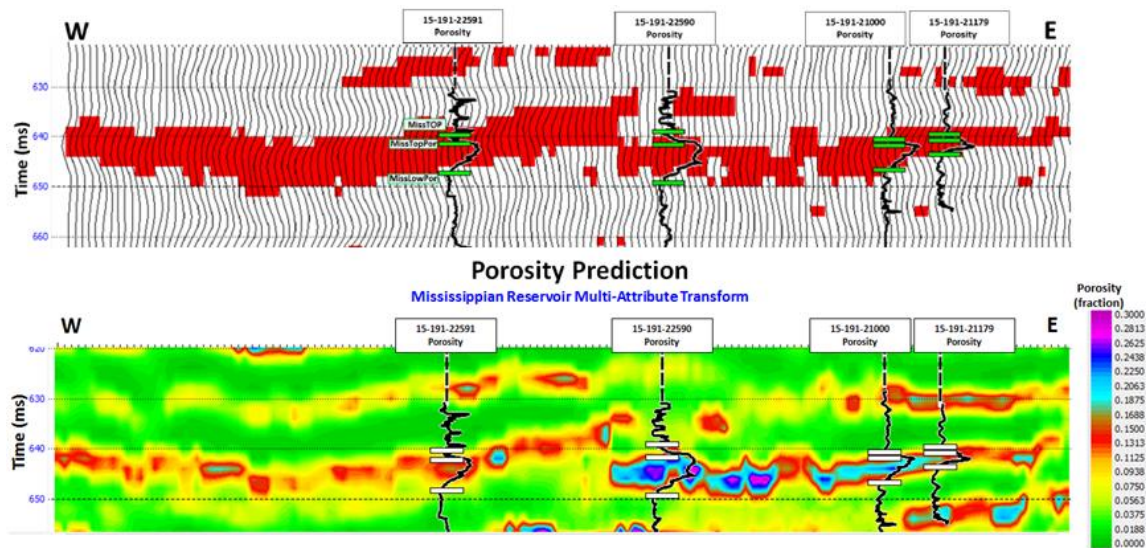 W
15-191-22591
Porosity
15-191-22590
Porosity
15-191-21000
Porosity
15-191-21179
Porosity
E
Time (ms)
630
640
650
660
MissTOP
MissTopPor
MissLowPor
Porosity Prediction
Mississippian Reservoir Multi-Attribute Transform
W
15-191-22591
Porosity
15-191-22590
Porosity
15-191-21000
Porosity
15-191-21179
Porosity
E
Time (ms)
620
630
640
650
Porosity
(fraction)
0.3000
0.2813
0.2625
0.2438
0.2250
0.2063
0.1875
0.1688
0.1500
0.1313
0.1125
0.0938
0.0750
0.0563
0.0375
0.0188
0.0000